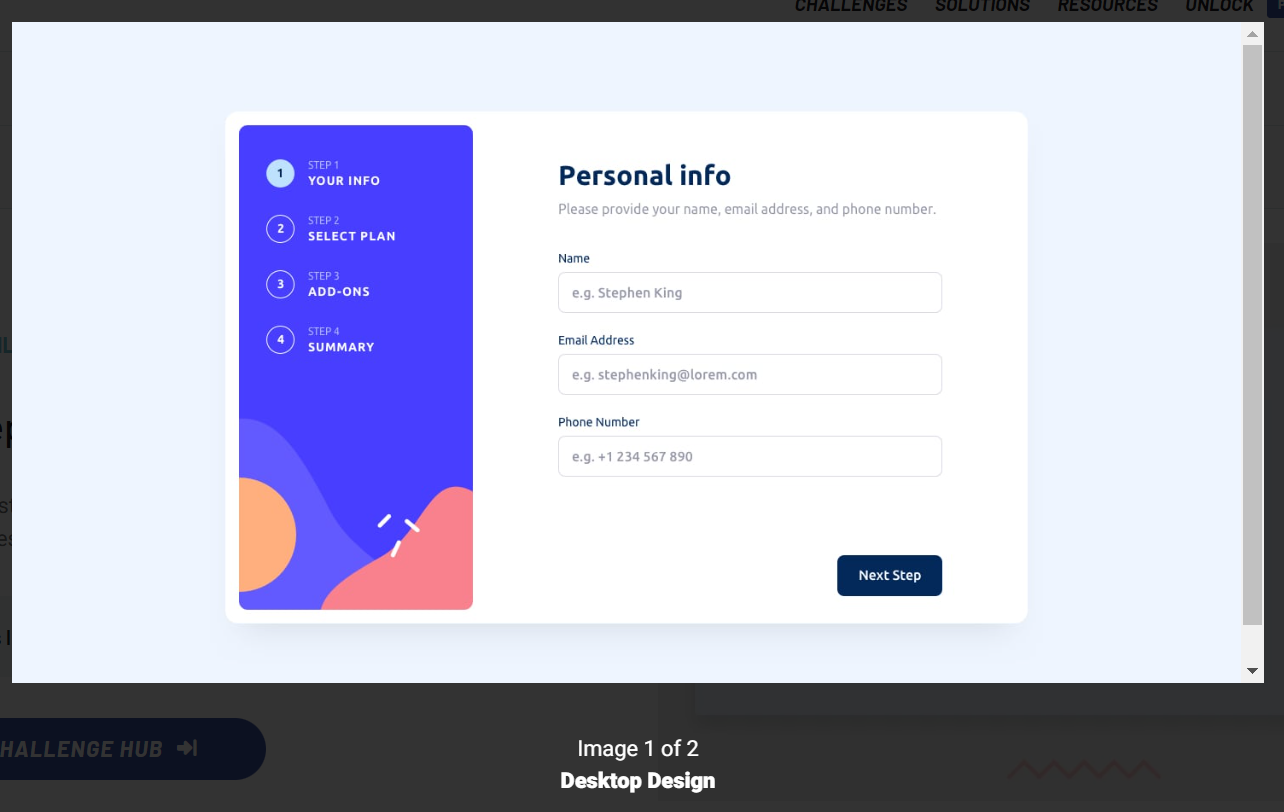 CHALLENGES SOLUTIONS RESOURCES UNLOCK
1
STEP 1
YOUR INFO
2
STEP 2
SELECT PLAN
3
STEP 3
ADD-ONS
4
STEP 4
SUMMARY
Personal info
Please provide your name, email address, and phone number.
Name
e.g. Stephen King
Email Address
e.g. stephenking@lorem.com
Phone Number
e.g. +1 234 567 890
Next Step
HALLENGE HUB
Image 1 of 2
Desktop Design